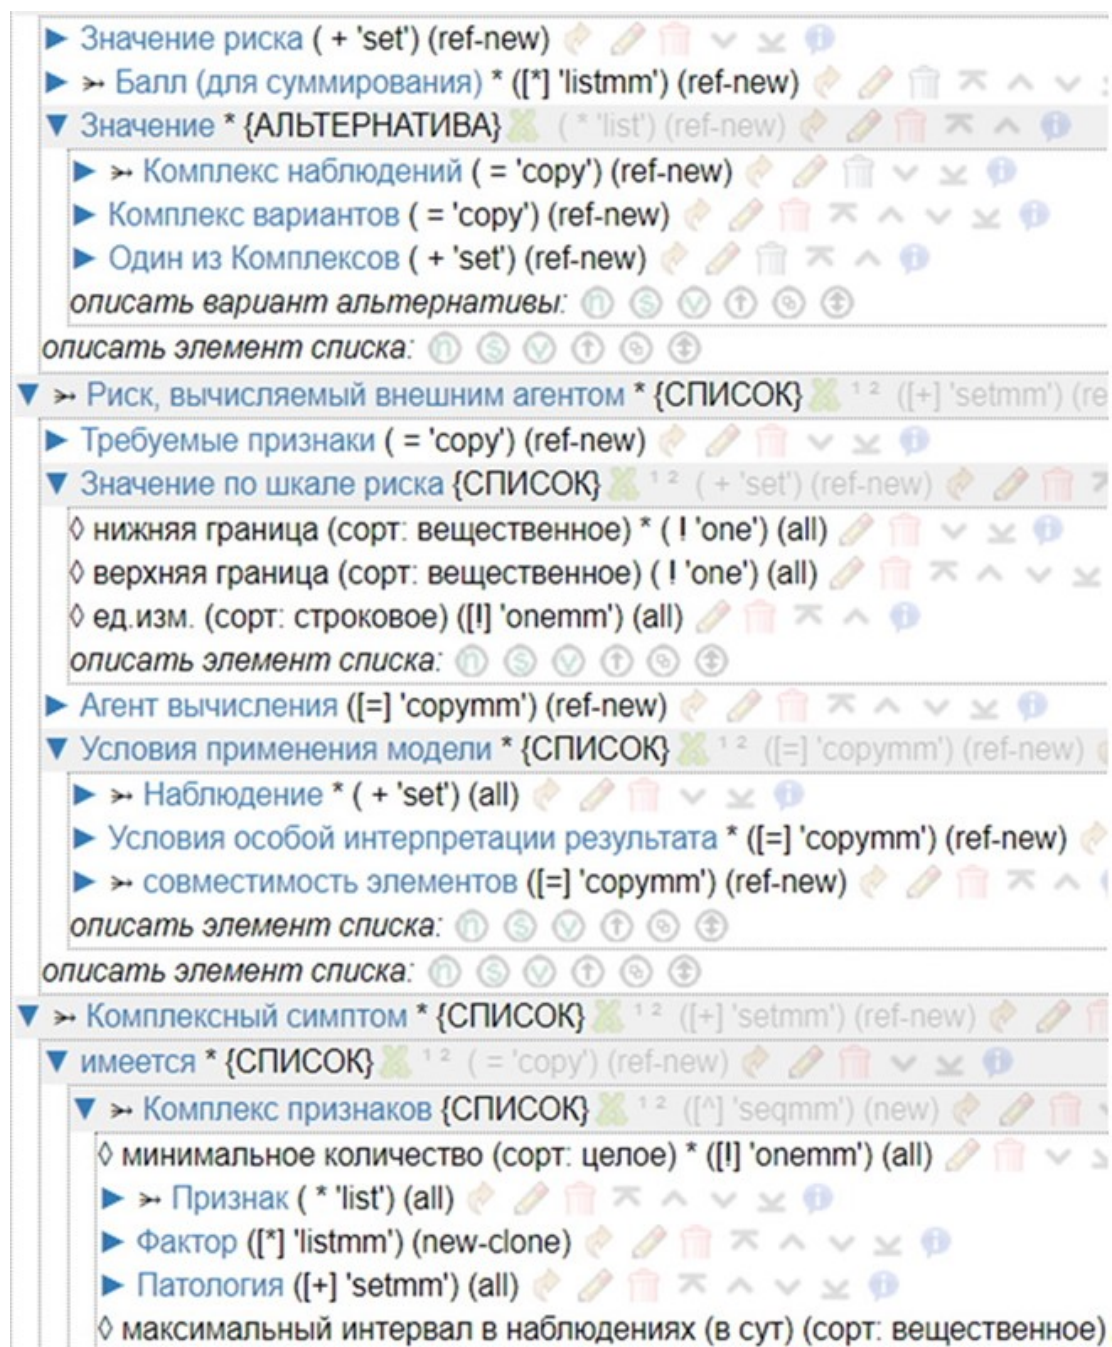 ▶ Значение риска ( + 'set') (ref-new)
▶ ➳ Балл (для суммирования) * ([*] 'listmm') (ref-new)
▼ Значение * {АЛЬТЕРНАТИВА} ( * 'list') (ref-new)
▶ ➳ Комплекс наблюдений ( = 'copy') (ref-new)
▶ Комплекс вариантов ( = 'copy') (ref-new)
▶ Один из Комплексов ( + 'set') (ref-new)
описать вариант альтернативы: n s v
описать элемент списка: n s v
▼ ➳ Риск, вычисляемый внешним агентом * {СПИСОК} ¹ ² ([+] 'setmm') (re
▶ Требуемые признаки ( = 'copy') (ref-new)
▼ Значение по шкале риска {СПИСОК} ¹ ² ( + 'set') (ref-new)
◊ нижняя граница (сорт: вещественное) * ( ! 'one') (all)
◊ верхняя граница (сорт: вещественное) ( ! 'one') (all)
◊ ед.изм. (сорт: строковое) ([!] 'onemm') (all)
описать элемент списка: n s v
▶ Агент вычисления ([=] 'copymm') (ref-new)
▼ Условия применения модели * {СПИСОК} ¹ ² ([=] 'copymm') (ref-new)
▶ ➳ Наблюдение * ( + 'set') (all)
▶ Условия особой интерпретации результата * ([=] 'copymm') (ref-new)
▶ ➳ совместимость элементов ([=] 'copymm') (ref-new)
описать элемент списка: n s v
описать элемент списка: n s v
▼ ➳ Комплексный симптом * {СПИСОК} ¹ ² ([+] 'setmm') (ref-new)
▼ имеется * {СПИСОК} ¹ ² ( = 'copy') (ref-new)
▼ ➳ Комплекс признаков {СПИСОК} ¹ ² ([^] 'seqmm') (new)
◊ минимальное количество (сорт: целое) * ([!] 'onemm') (all)
▶ ➳ Признак ( * 'list') (all)
▶ Фактор ([*] 'listmm') (new-clone)
▶ Патология ([+] 'setmm') (all)
◊ максимальный интервал в наблюдениях (в сут) (сорт: вещественное)